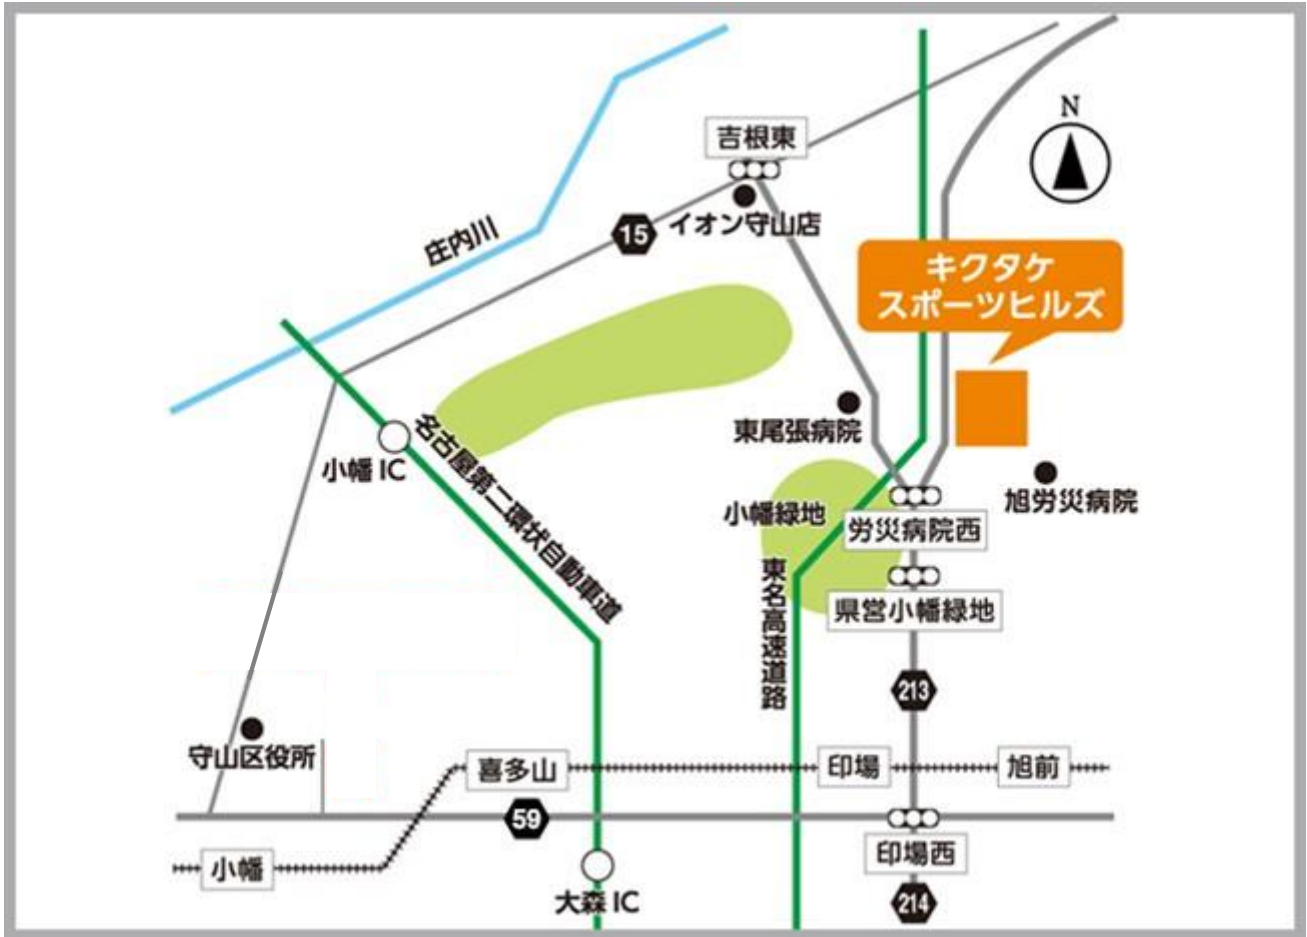 N
吉根東
イオン守山店
15
庄内川
キクタケ
スポーツヒルズ
東尾張病院
小幡IC
名古屋第二環状自動車道
旭労災病院
小幡緑地
労災病院西
県営小幡緑地
東名高速道路
213
守山区役所
喜多山
印場
旭前
59
印場西
小幡
大森IC
214